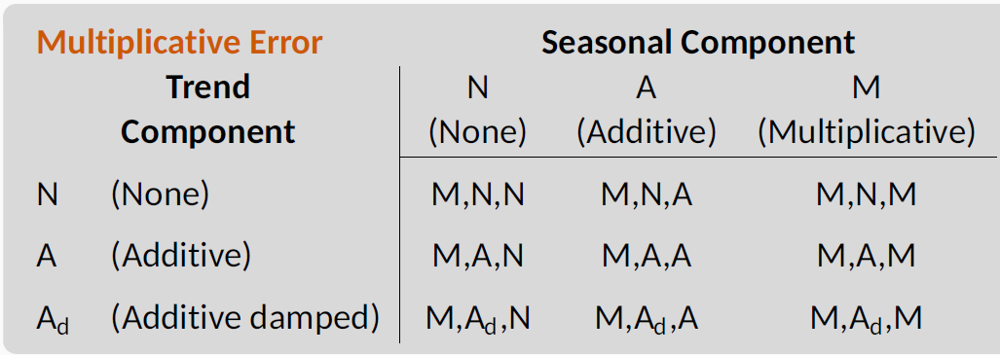 Multiplicative Error Seasonal Component
Trend N A M
Component (None) (Additive) (Multiplicative)
N (None) M,N,N M,N,A M,N,M
A (Additive) M,A,N M,A,A M,A,M
A_d (Additive damped) M,A_d,N M,A_d,A M,A_d,M